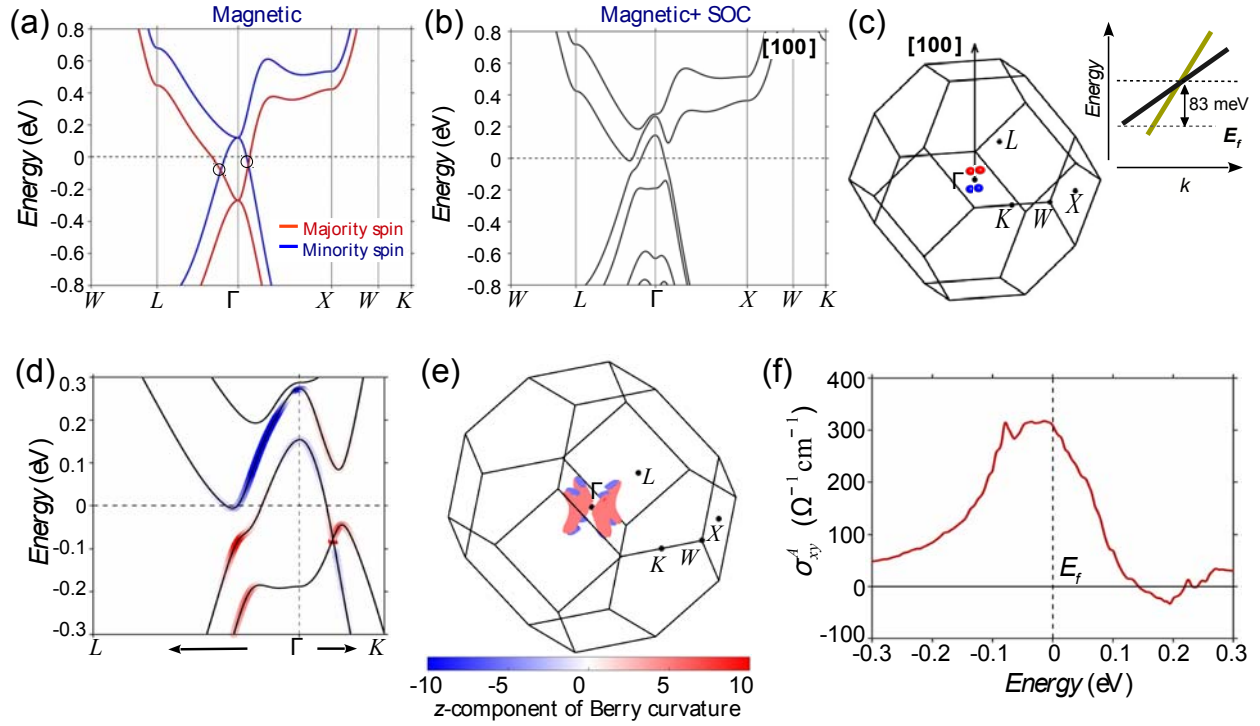 (a)
Magnetic
Energy (eV)
0.8
0.6
0.4
0.2
0
-0.2
-0.4
-0.6
-0.8
Majority spin
Minority spin
W L Γ X W K
(b)
Magnetic+ SOC
[100]
Energy (eV)
0.8
0.6
0.4
0.2
0
-0.2
-0.4
-0.6
-0.8
W L Γ X W K
(c)
[100]
L
Γ
K W X
Energy
83 meV
E_f
k
(d)
Energy (eV)
0.3
0.2
0.1
0
-0.1
-0.2
-0.3
L Γ K
(e)
Γ
L
X
K W
-10 -5 0 5 10
z-component of Berry curvature
(f)
σ^A_xy (Ω⁻¹ cm⁻¹)
400
300
200
100
0
-100
E_f
-0.3 -0.2 -0.1 0 0.1 0.2 0.3
Energy (eV)